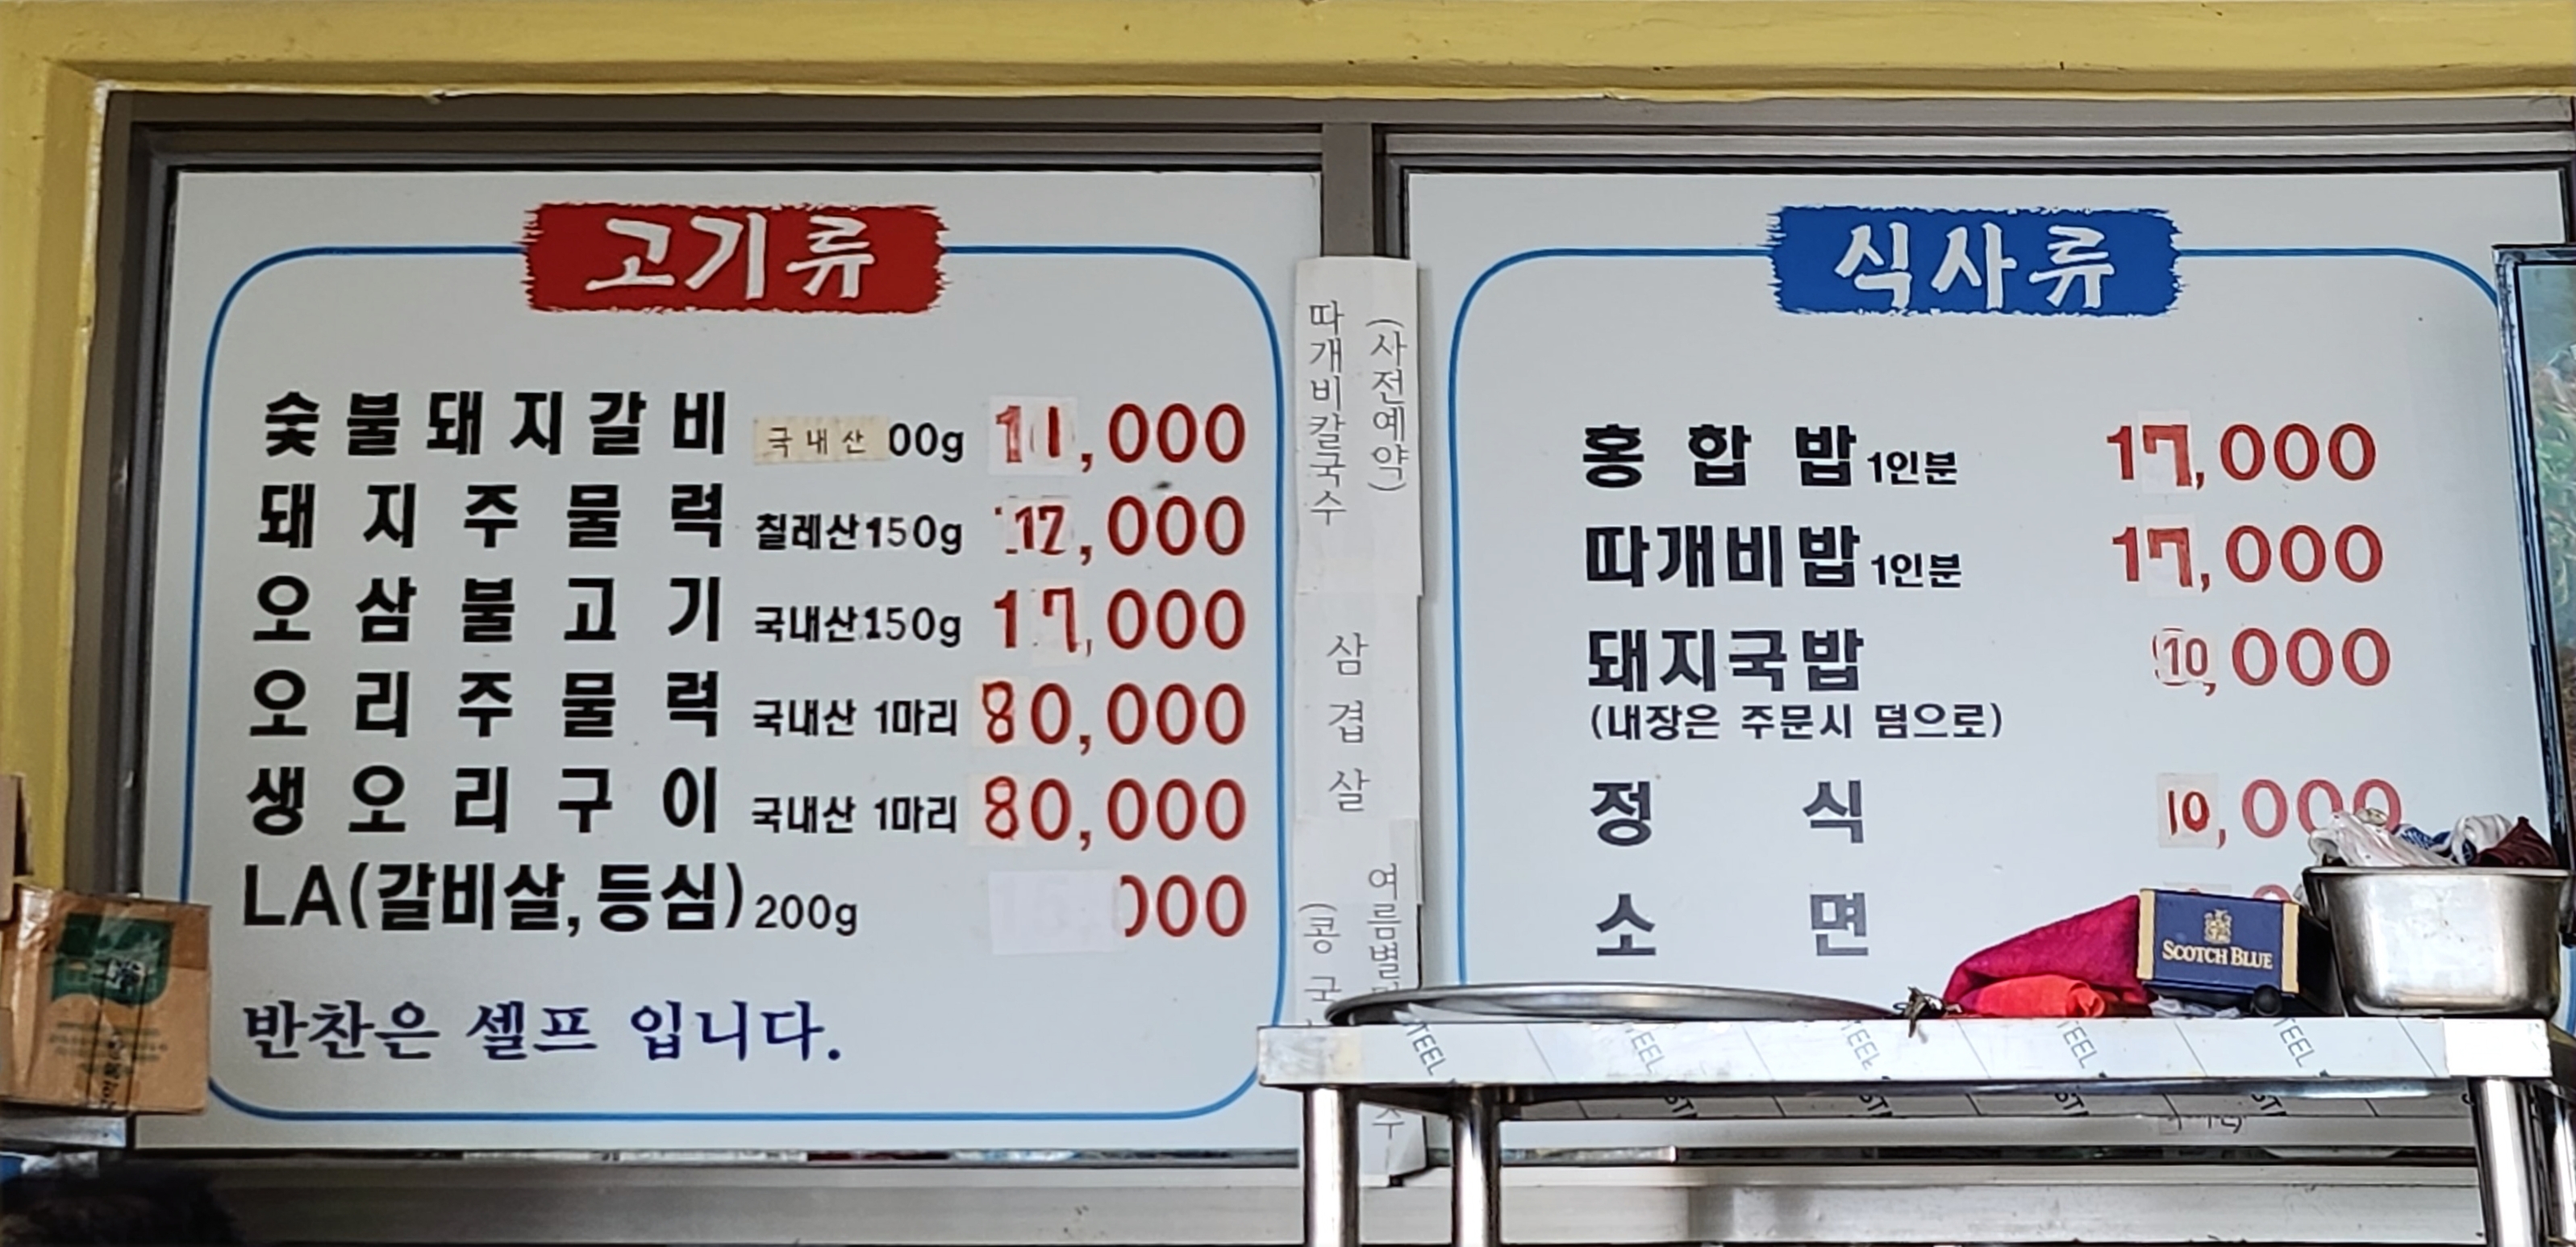 고기류
숯불돼지갈비 국내산 00g 11,000
돼지주물럭 칠레산150g 12,000
오삼불고기 국내산150g 17,000
오리주물럭 국내산 1마리 80,000
생오리구이 국내산 1마리 80,000
LA(갈비살,등심)200g 000
반찬은 셀프 입니다.
(사전예약)
따개비칼국수
삼겹살
식사류
홍합밥1인분 17,000
따개비밥1인분 17,000
돼지국밥 10,000
(내장은 주문시 덤으로)
정식 10,000
소면
SCOTCH BLUE